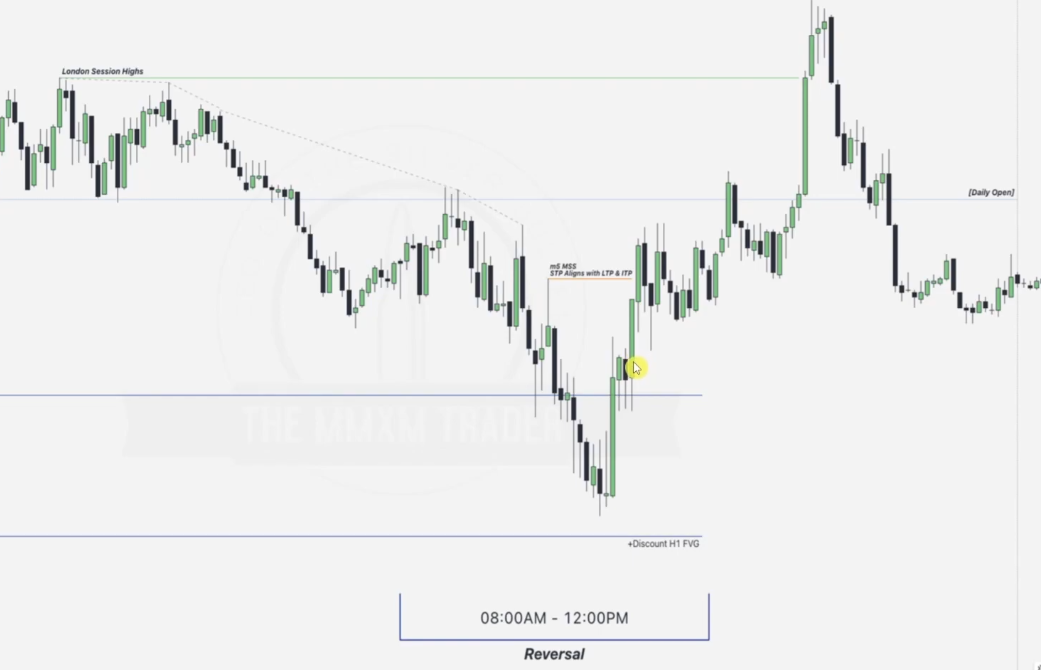 London Session Highs
[Daily Open]
m5 MSS
STP Aligns with LTP & ITP
THE MMXM TRADER
+Discount H1 FVG
08:00AM - 12:00PM
Reversal